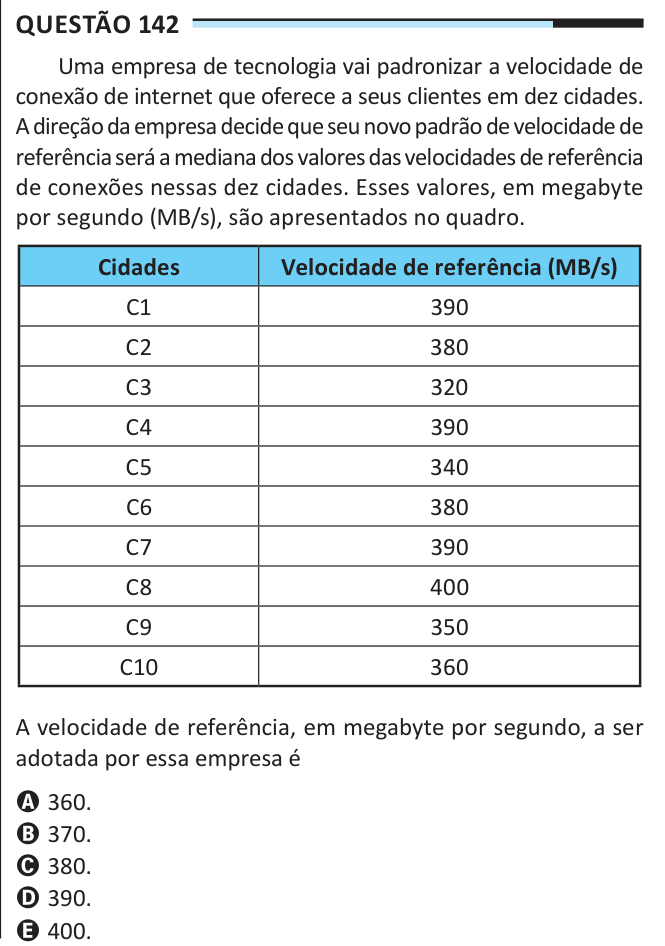 QUESTÃO 142
Uma empresa de tecnologia vai padronizar a velocidade de
conexão de internet que oferece a seus clientes em dez cidades.
A direção da empresa decide que seu novo padrão de velocidade de
referência será a mediana dos valores das velocidades de referência
de conexões nessas dez cidades. Esses valores, em megabyte
por segundo (MB/s), são apresentados no quadro.
Cidades Velocidade de referência (MB/s)
C1 390
C2 380
C3 320
C4 390
C5 340
C6 380
C7 390
C8 400
C9 350
C10 360
A velocidade de referência, em megabyte por segundo, a ser
adotada por essa empresa é
A 360.
B 370.
C 380.
D 390.
E 400.